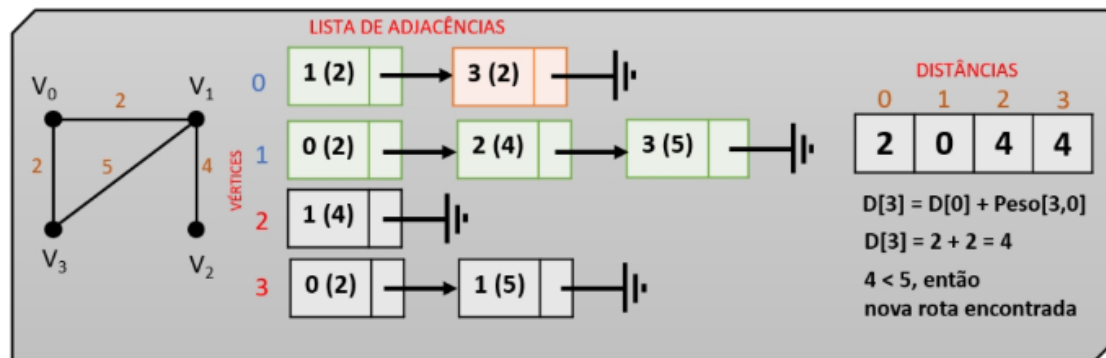 LISTA DE ADJACÊNCIAS
V0 2 V1
2 5 4
V3 V2
VÉRTICES
0 1 (2) 3 (2)
1 0 (2) 2 (4) 3 (5)
2 1 (4)
3 0 (2) 1 (5)
DISTÂNCIAS
0 1 2 3
2 0 4 4
D[3] = D[0] + Peso[3,0]
D[3] = 2 + 2 = 4
4 < 5, então
nova rota encontrada